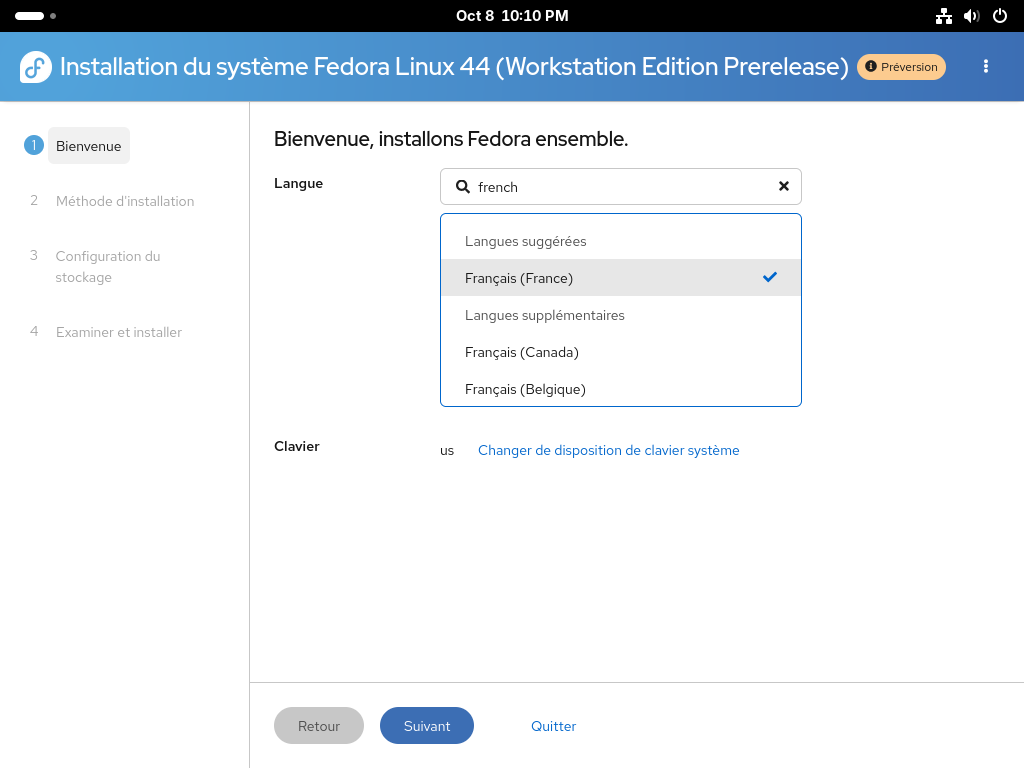 Oct 8 10:10 PM
Installation du système Fedora Linux 44 (Workstation Edition Prerelease)
Préversion
1 Bienvenue
2 Méthode d'installation
3 Configuration du
stockage
4 Examiner et installer
Bienvenue, installons Fedora ensemble.
Langue
french
Langues suggérées
Français (France)
Langues supplémentaires
Français (Canada)
Français (Belgique)
Clavier
us Changer de disposition de clavier système
Retour Suivant Quitter